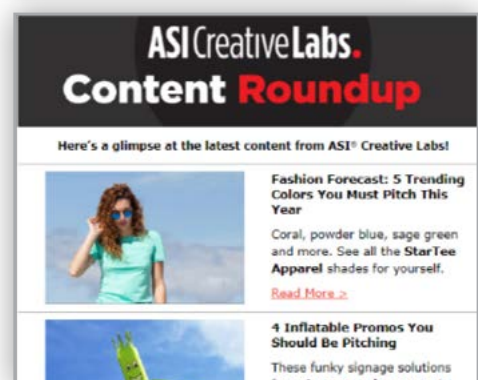 ASI Creative Labs.
Content Roundup
Here's a glimpse at the latest content from ASI® Creative Labs!
Fashion Forecast: 5 Trending
Colors You Must Pitch This
Year
Coral, powder blue, sage green
and more. See all the StarTee
Apparel shades for yourself.
Read More >
4 Inflatable Promos You
Should Be Pitching
These funky signage solutions